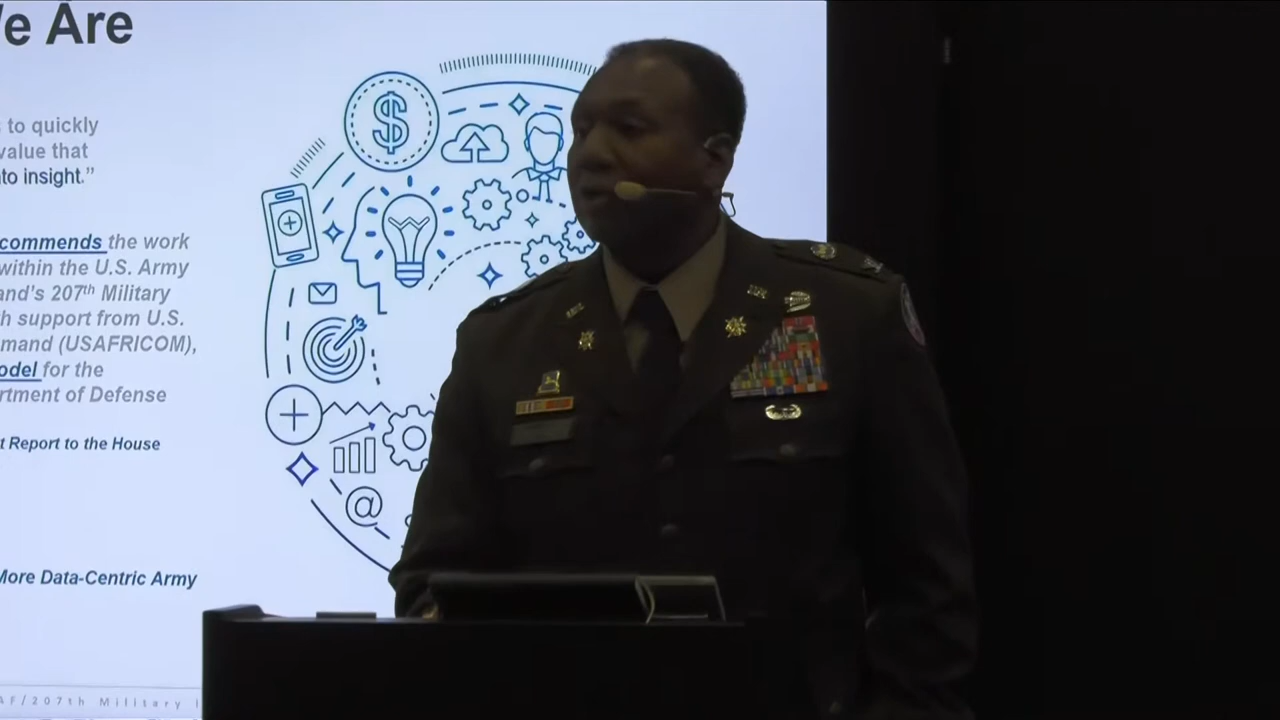 e Are
to quickly
value that
to insight.”
commends the work
within the U.S. Army
and's 207th Military
h support from U.S.
mand (USAFRICOM),
odel for the
rtment of Defense
t Report to the House
More Data-Centric Army
AF/207th Military